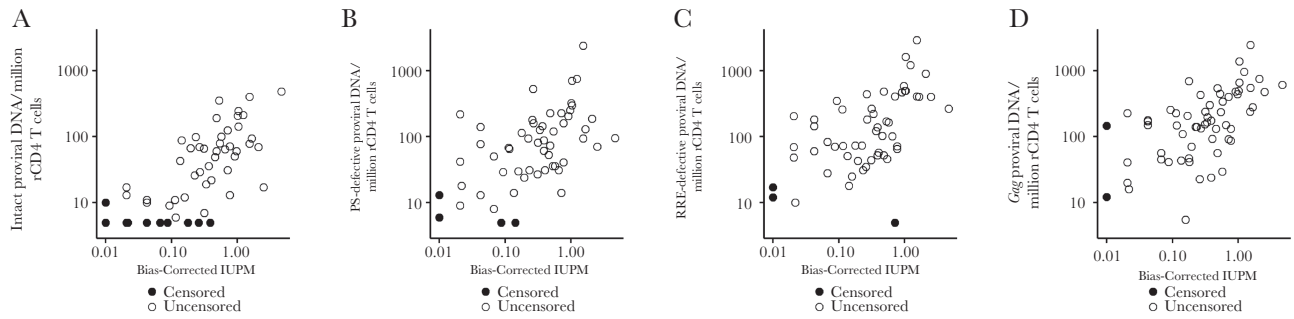 A
Intact proviral DNA/million
rCD4 T cells
1000
100
10
0.01
0.10
1.00
Bias-Corrected IUPM
Censored
Uncensored
B
PS-defective proviral DNA/
million rCD4 T cells
1000
100
10
0.01
0.10
1.00
Bias-Corrected IUPM
Censored
Uncensored
C
RRE-defective proviral DNA/
million rCD4 T cells
1000
100
10
0.01
0.10
1.00
Bias-Corrected IUPM
Censored
Uncensored
D
Gag proviral DNA/
million rCD4 T cells
1000
100
10
0.01
0.10
1.00
Bias-Corrected IUPM
Censored
Uncensored